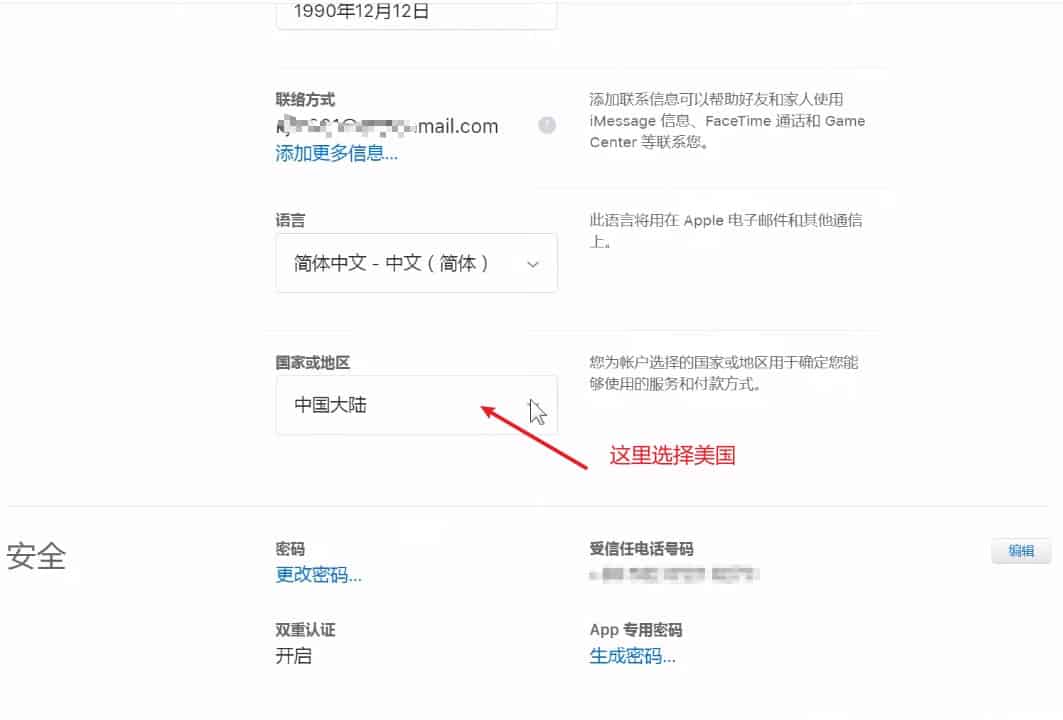 1990年12月12日
联络方式
mail.com
添加更多信息...
添加联系信息可以帮助好友和家人使用
iMessage 信息、FaceTime 通话和 Game
Center 等联系您。
语言
简体中文 - 中文（简体）
此语言将用在 Apple 电子邮件和其他通信
上。
国家或地区
中国大陆
您为帐户选择的国家或地区用于确定您能
够使用的服务和付款方式。
这里选择美国
安全
密码
更改密码...
受信任电话号码
编辑
双重认证
开启
App 专用密码
生成密码...